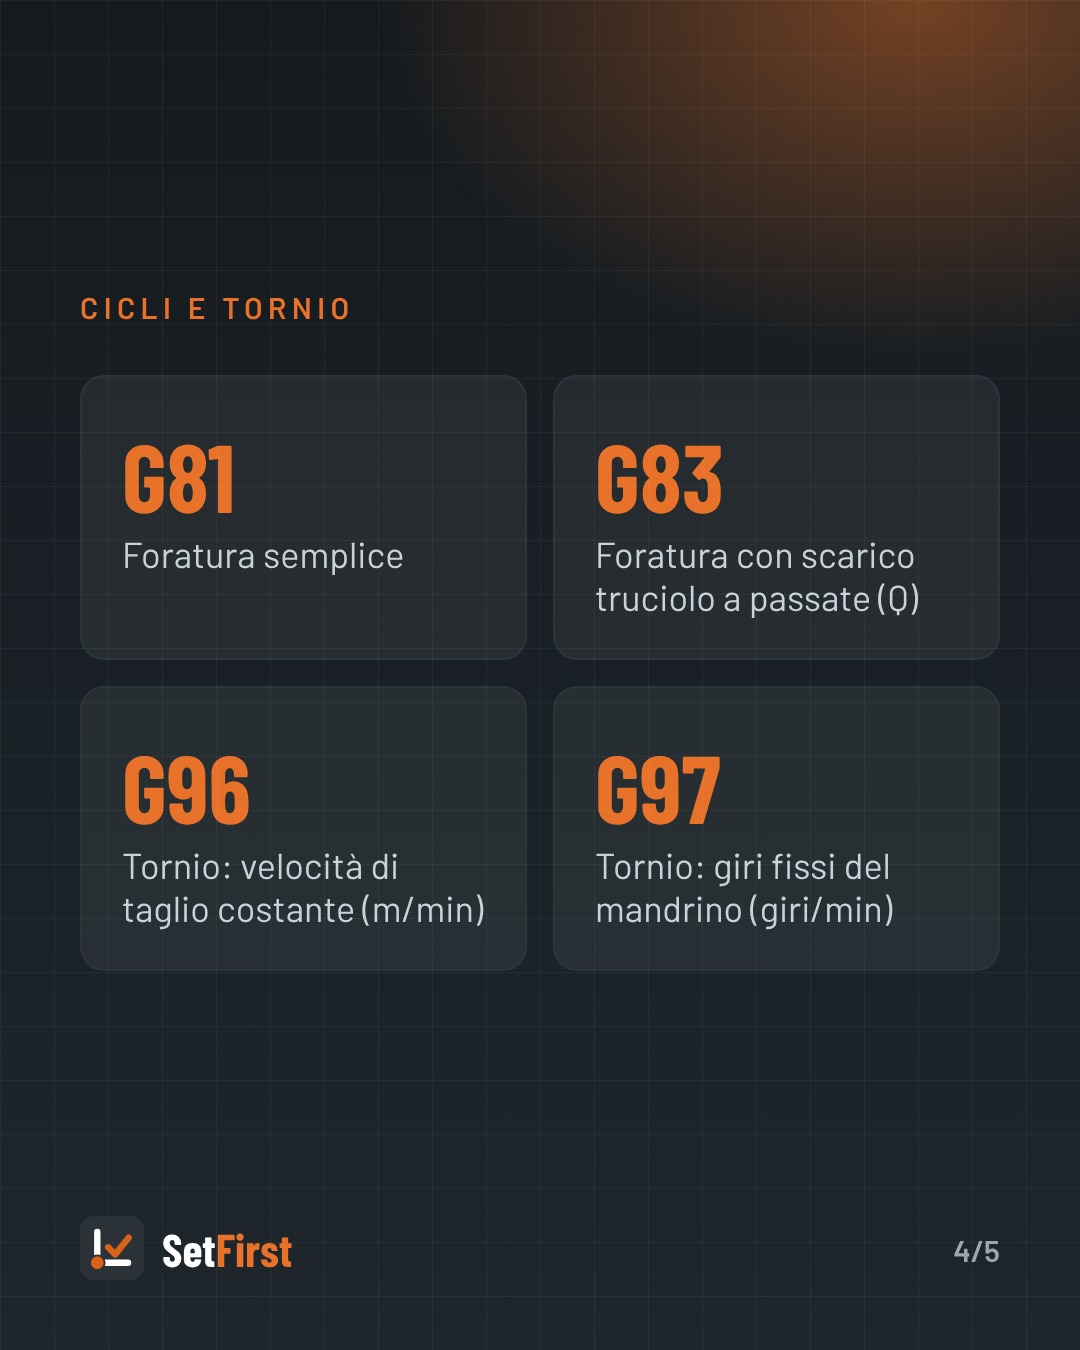 CICLI E TORNIO
G81
Foratura semplice
G83
Foratura con scarico
truciolo a passate (Q)
G96
Tornio: velocità di
taglio costante (m/min)
G97
Tornio: giri fissi del
mandrino (giri/min)
SetFirst
4/5